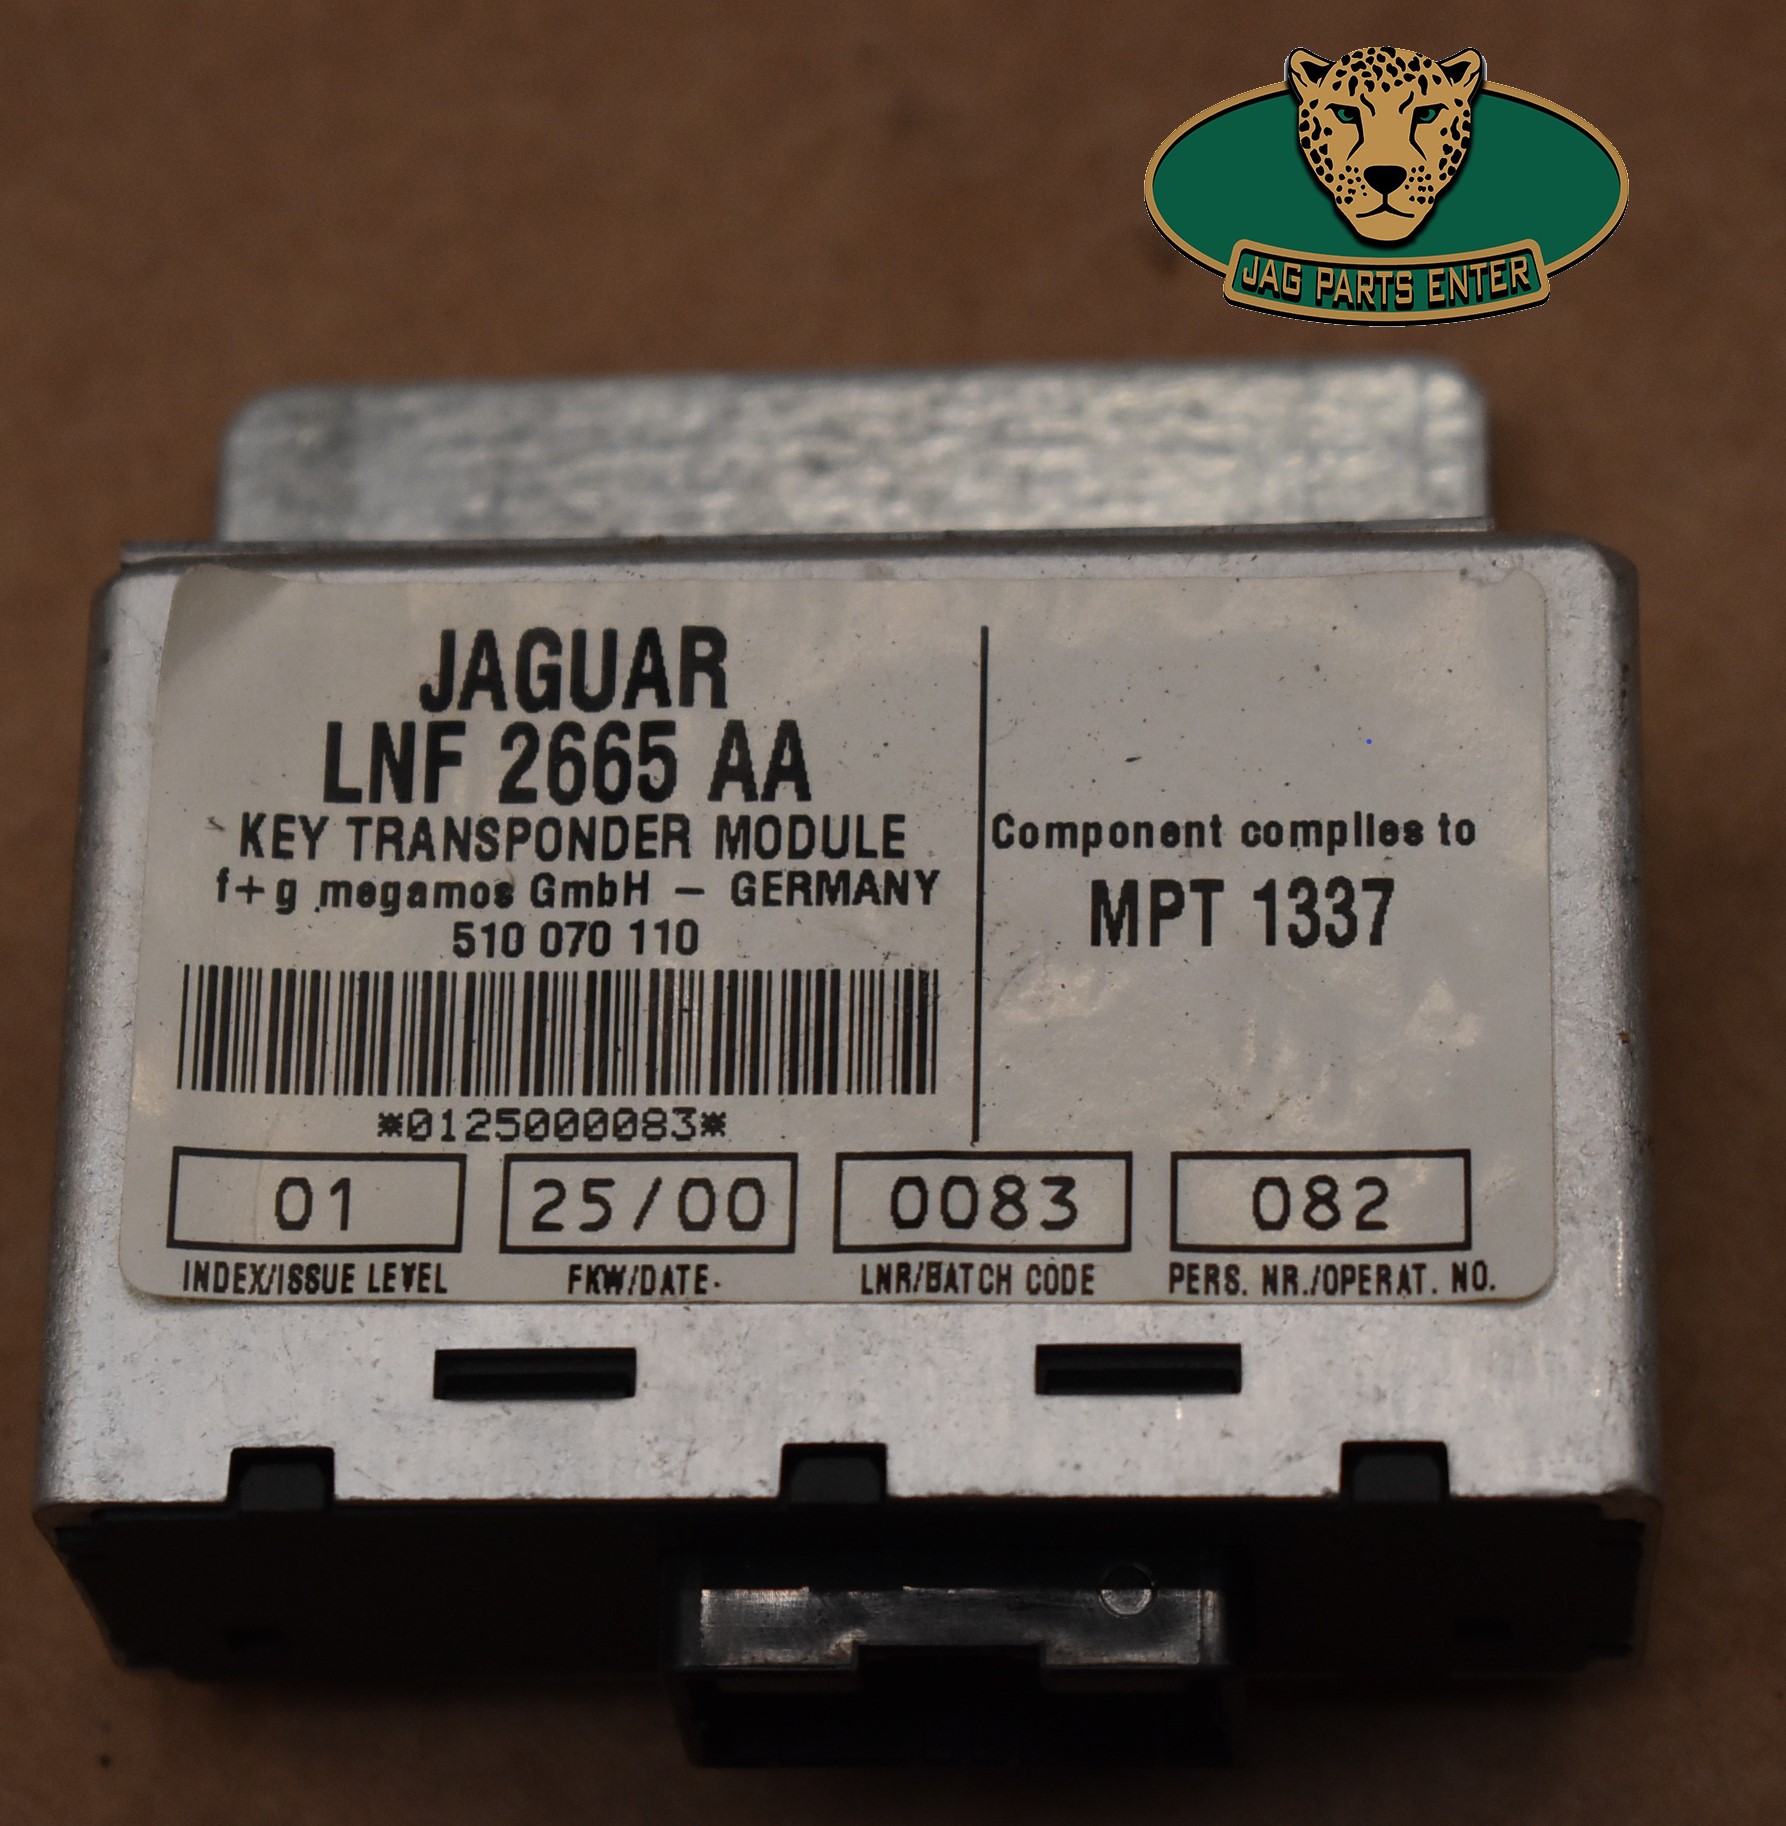 JAG PARTS ENTER
JAGUAR
LNF 2665 AA
KEY TRANSPONDER MODULE
f+g megamos GmbH – GERMANY
510 070 110
*0125000083*
Component complies to
MPT 1337
01
25/00
0083
082
INDEX/ISSUE LEVEL
FKW/DATE.
LNR/BATCH CODE
PERS. NR./OPERAT. NO.